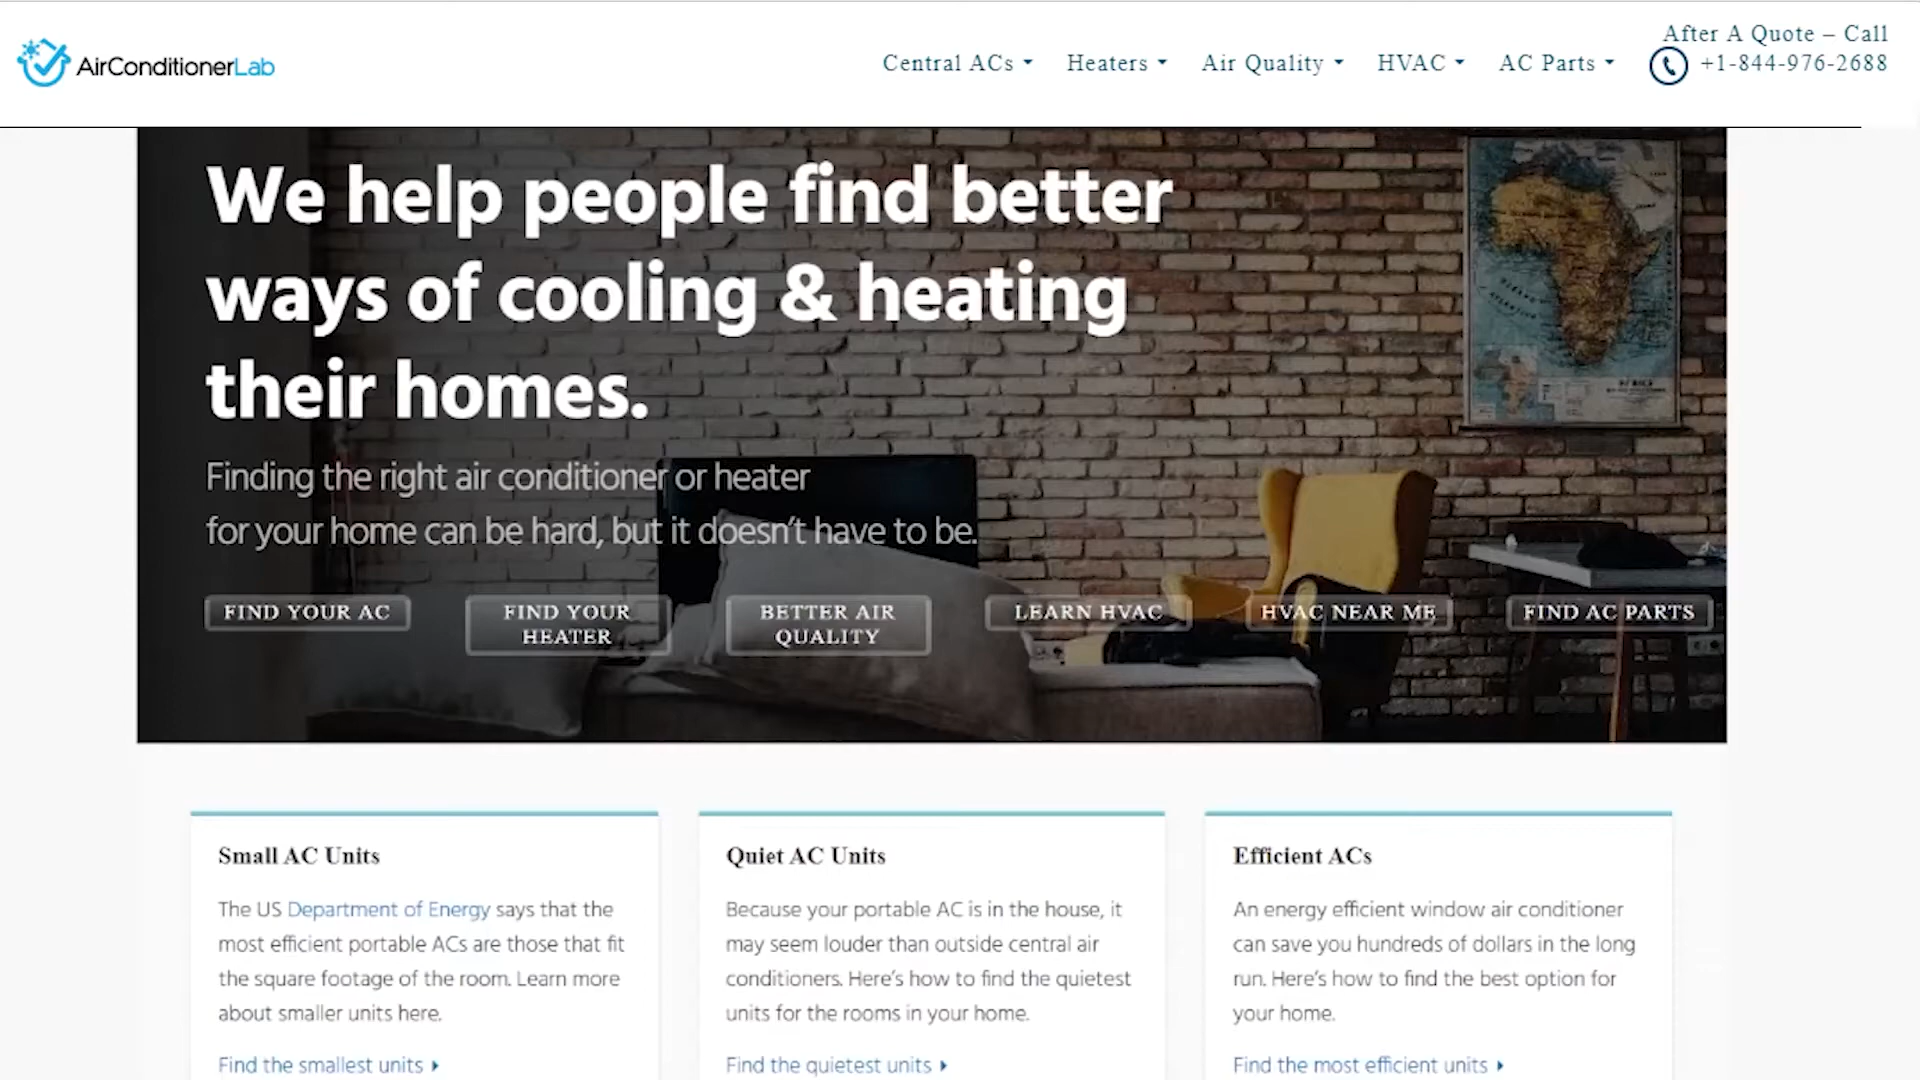 AirConditionerLab
Central ACs
Heaters
Air Quality
HVAC
AC Parts
After A Quote – Call
+1-844-976-2688
We help people find better
ways of cooling & heating
their homes.
Finding the right air conditioner or heater
for your home can be hard, but it doesn't have to be.
FIND YOUR AC
FIND YOUR
HEATER
BETTER AIR
QUALITY
LEARN HVAC
HVAC NEAR ME
FIND AC PARTS
Small AC Units
The US Department of Energy says that the
most efficient portable ACs are those that fit
the square footage of the room. Learn more
about smaller units here.
Find the smallest units
Quiet AC Units
Because your portable AC is in the house, it
may seem louder than outside central air
conditioners. Here's how to find the quietest
units for the rooms in your home.
Find the quietest units
Efficient ACs
An energy efficient window air conditioner
can save you hundreds of dollars in the long
run. Here's how to find the best option for
your home.
Find the most efficient units